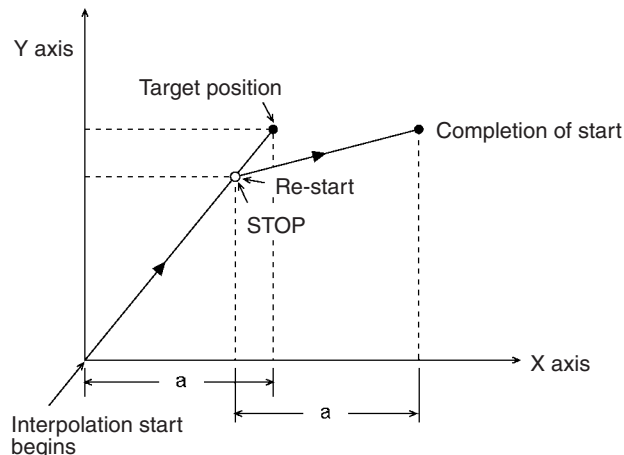 Y axis
Target position
Completion of start
Re-start
STOP
X axis
a
a
Interpolation start
begins